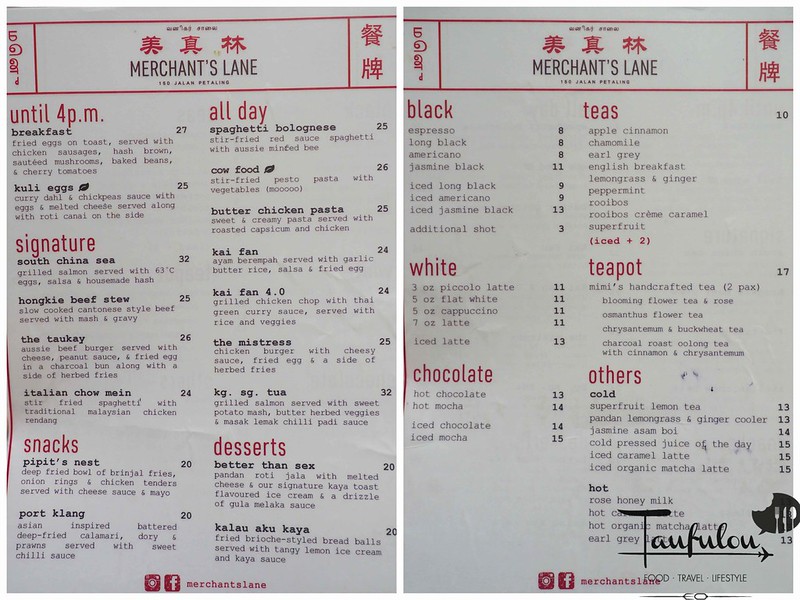 மெனு
வணிகர் சாலை
美真林
MERCHANT'S LANE
150 JALAN PETALING
餐牌
until 4p.m.
breakfast 27
fried eggs on toast, served with
chicken sausages, hash brown,
sautéed mushrooms, baked beans,
& cherry tomatoes
kuli eggs 25
curry dahl & chickpeas sauce with
eggs & melted cheese served along
with roti canai on the side
signature
south china sea 32
grilled salmon served with 63°C
eggs, salsa & housemade hash
hongkie beef stew 25
slow cooked cantonese style beef
served with mash & gravy
the taukay 26
aussie beef burger served with
cheese, peanut sauce, & fried egg
in a charcoal bun along with a
side of herbed fries
italian chow mein 24
stir fried spaghetti with
traditional malaysian chicken
rendang
snacks
pipit's nest 20
deep fried bowl of brinjal fries,
onion rings & chicken tenders
served with cheese sauce & mayo
port klang 20
asian inspired battered
deep-fried calamari, dory &
prawns served with sweet
chilli sauce
all day
spaghetti bolognese 25
stir-fried red sauce spaghetti
with aussie minced bee
cow food 26
stir-fried pesto pasta with
vegetables (mooooo)
butter chicken pasta 25
sweet & creamy pasta served with
roasted capsicum and chicken
kai fan 24
ayam berempah served with garlic
butter rice, salsa & fried egg
kai fan 4.0 24
grilled chicken chop with thai
green curry sauce, served with
rice and veggies
the mistress 25
chicken burger with cheesy
sauce, fried egg & a side of
herbed fries
kg. sg. tua 32
grilled salmon served with sweet
potato mash, butter herbed veggies
& masak lemak chilli padi sauce
desserts
better than sex 20
pandan roti jala with melted
cheese & our signature kaya toast
flavoured ice cream & a drizzle
of gula melaka sauce
kalau aku kaya 20
fried brioche-styled bread balls
served with tangy lemon ice cream
and kaya sauce
merchantslane
மெனு
வணிகர் சாலை
美真林
MERCHANT'S LANE
150 JALAN PETALING
餐牌
black
espresso 8
long black 8
americano 8
jasmine black 11
iced long black 9
iced americano 9
iced jasmine black 13
additional shot 3
white
3 oz piccolo latte 11
5 oz flat white 11
5 oz cappuccino 11
7 oz latte 11
iced latte 13
chocolate
hot chocolate 13
hot mocha 14
iced chocolate 14
iced mocha 15
teas 10
apple cinnamon
chamomile
earl grey
english breakfast
lemongrass & ginger
peppermint
rooibos
rooibos crème caramel
superfruit
(iced + 2)
teapot 17
mimi's handcrafted tea (2 pax)
blooming flower tea & rose
osmanthus flower tea
chrysantemum & buckwheat tea
charcoal roast oolong tea
with cinnamon & chrysantemum
others
cold
superfruit lemon tea 13
pandan lemongrass & ginger cooler 13
jasmine asam boi 14
cold pressed juice of the day 15
iced caramel latte 15
iced organic matcha latte 15
hot
rose honey milk
hot
hot organic matcha latte
earl grey 13
merchantslane
Taufulou
FOOD · TRAVEL · LIFESTYLE